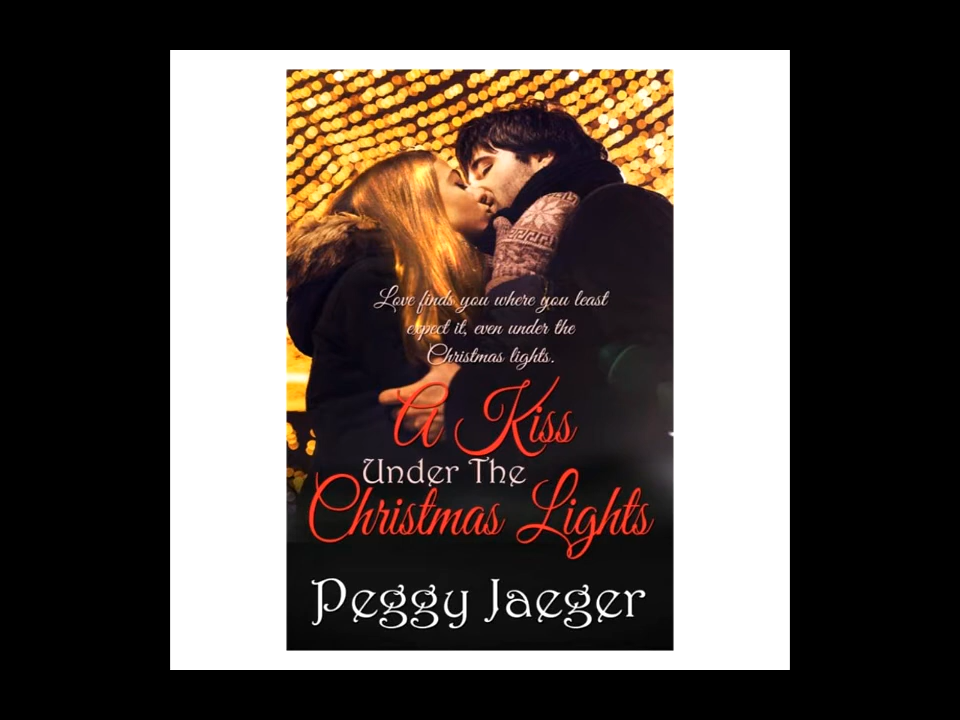 Love finds you where you least
expect it, even under the
Christmas lights.
A Kiss
Under The
Christmas Lights
Peggy Jaeger